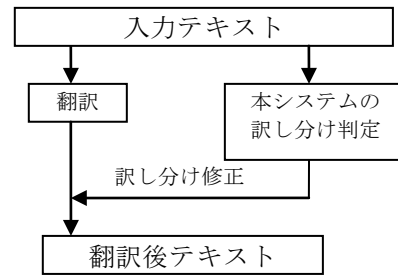 入力テキスト
翻訳
本システムの
訳し分け判定
訳し分け修正
翻訳後テキスト